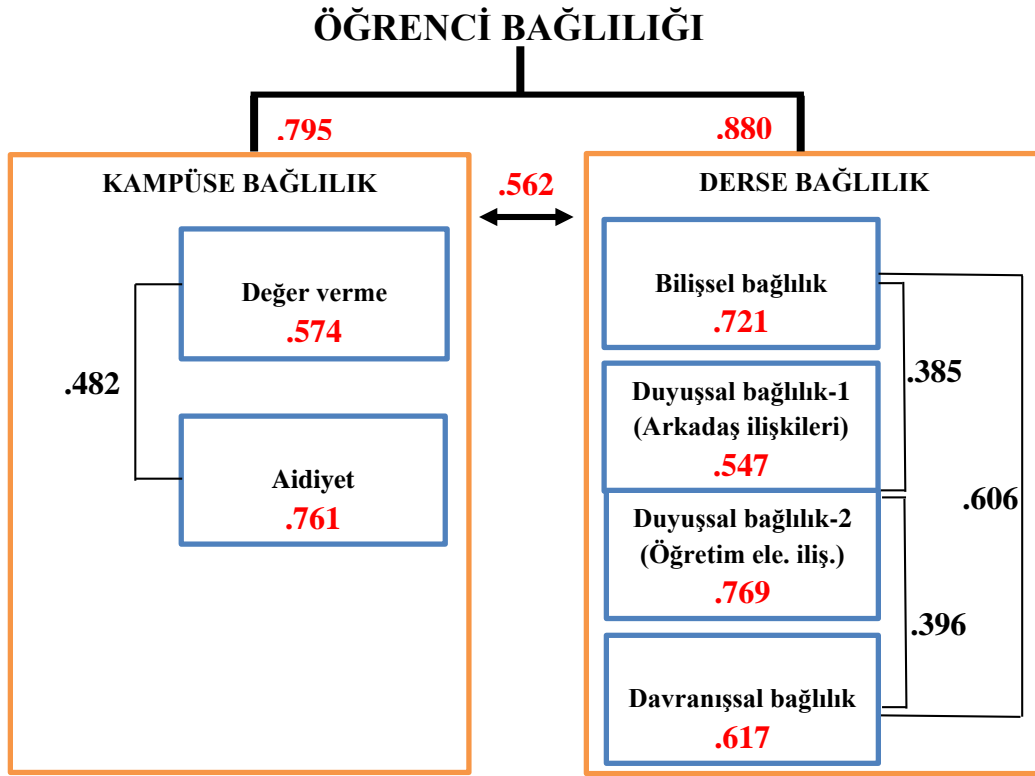 ÖĞRENCİ BAĞLILIĞI
.795
.880
KAMPÜSE BAĞLILIK
.562
DERSE BAĞLILIK
Değer verme
.574
.482
Aidiyet
.761
Bilişsel bağlılık
.721
.385
Duyuşsal bağlılık-1
(Arkadaş ilişkileri)
.547
.606
Duyuşsal bağlılık-2
(Öğretim ele. iliş.)
.769
.396
Davranışsal bağlılık
.617